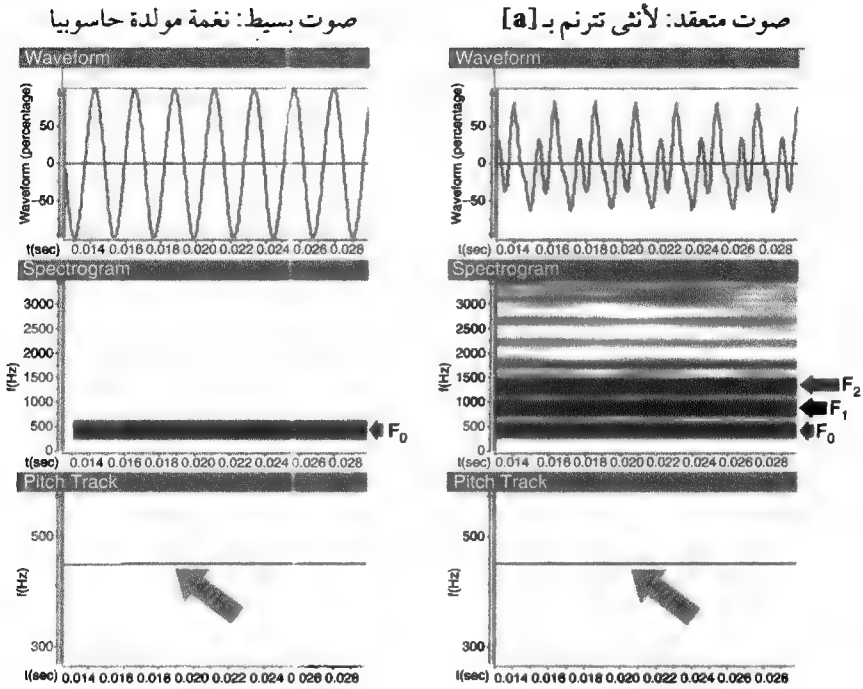 صوت متعقد: لأنثى تترنم بـ [a]
صوت بسيط: نغمة مولدة حاسوبيا
Waveform
Waveform (percentage)
50
0
-50
t(sec) 0.014 0.016 0.018 0.020 0.022 0.024 0.026 0.028
Spectrogram
f(Hz)
3000
2500
2000
1500
1000
500
0
F₀
t(sec) 0.014 0.016 0.018 0.020 0.022 0.024 0.026 0.028
Pitch Track
f(Hz)
500
300
t(sec) 0.014 0.016 0.018 0.020 0.022 0.024 0.026 0.028
Waveform
Waveform (percentage)
50
0
-50
t(sec) 0.014 0.016 0.018 0.020 0.022 0.024 0.026 0.028
Spectrogram
f(Hz)
3000
2500
2000
1500
1000
500
0
F₂
F₁
F₀
t(sec) 0.014 0.016 0.018 0.020 0.022 0.024 0.026 0.028
Pitch Track
f(Hz)
500
300
t(sec) 0.014 0.016 0.018 0.020 0.022 0.024 0.026 0.028